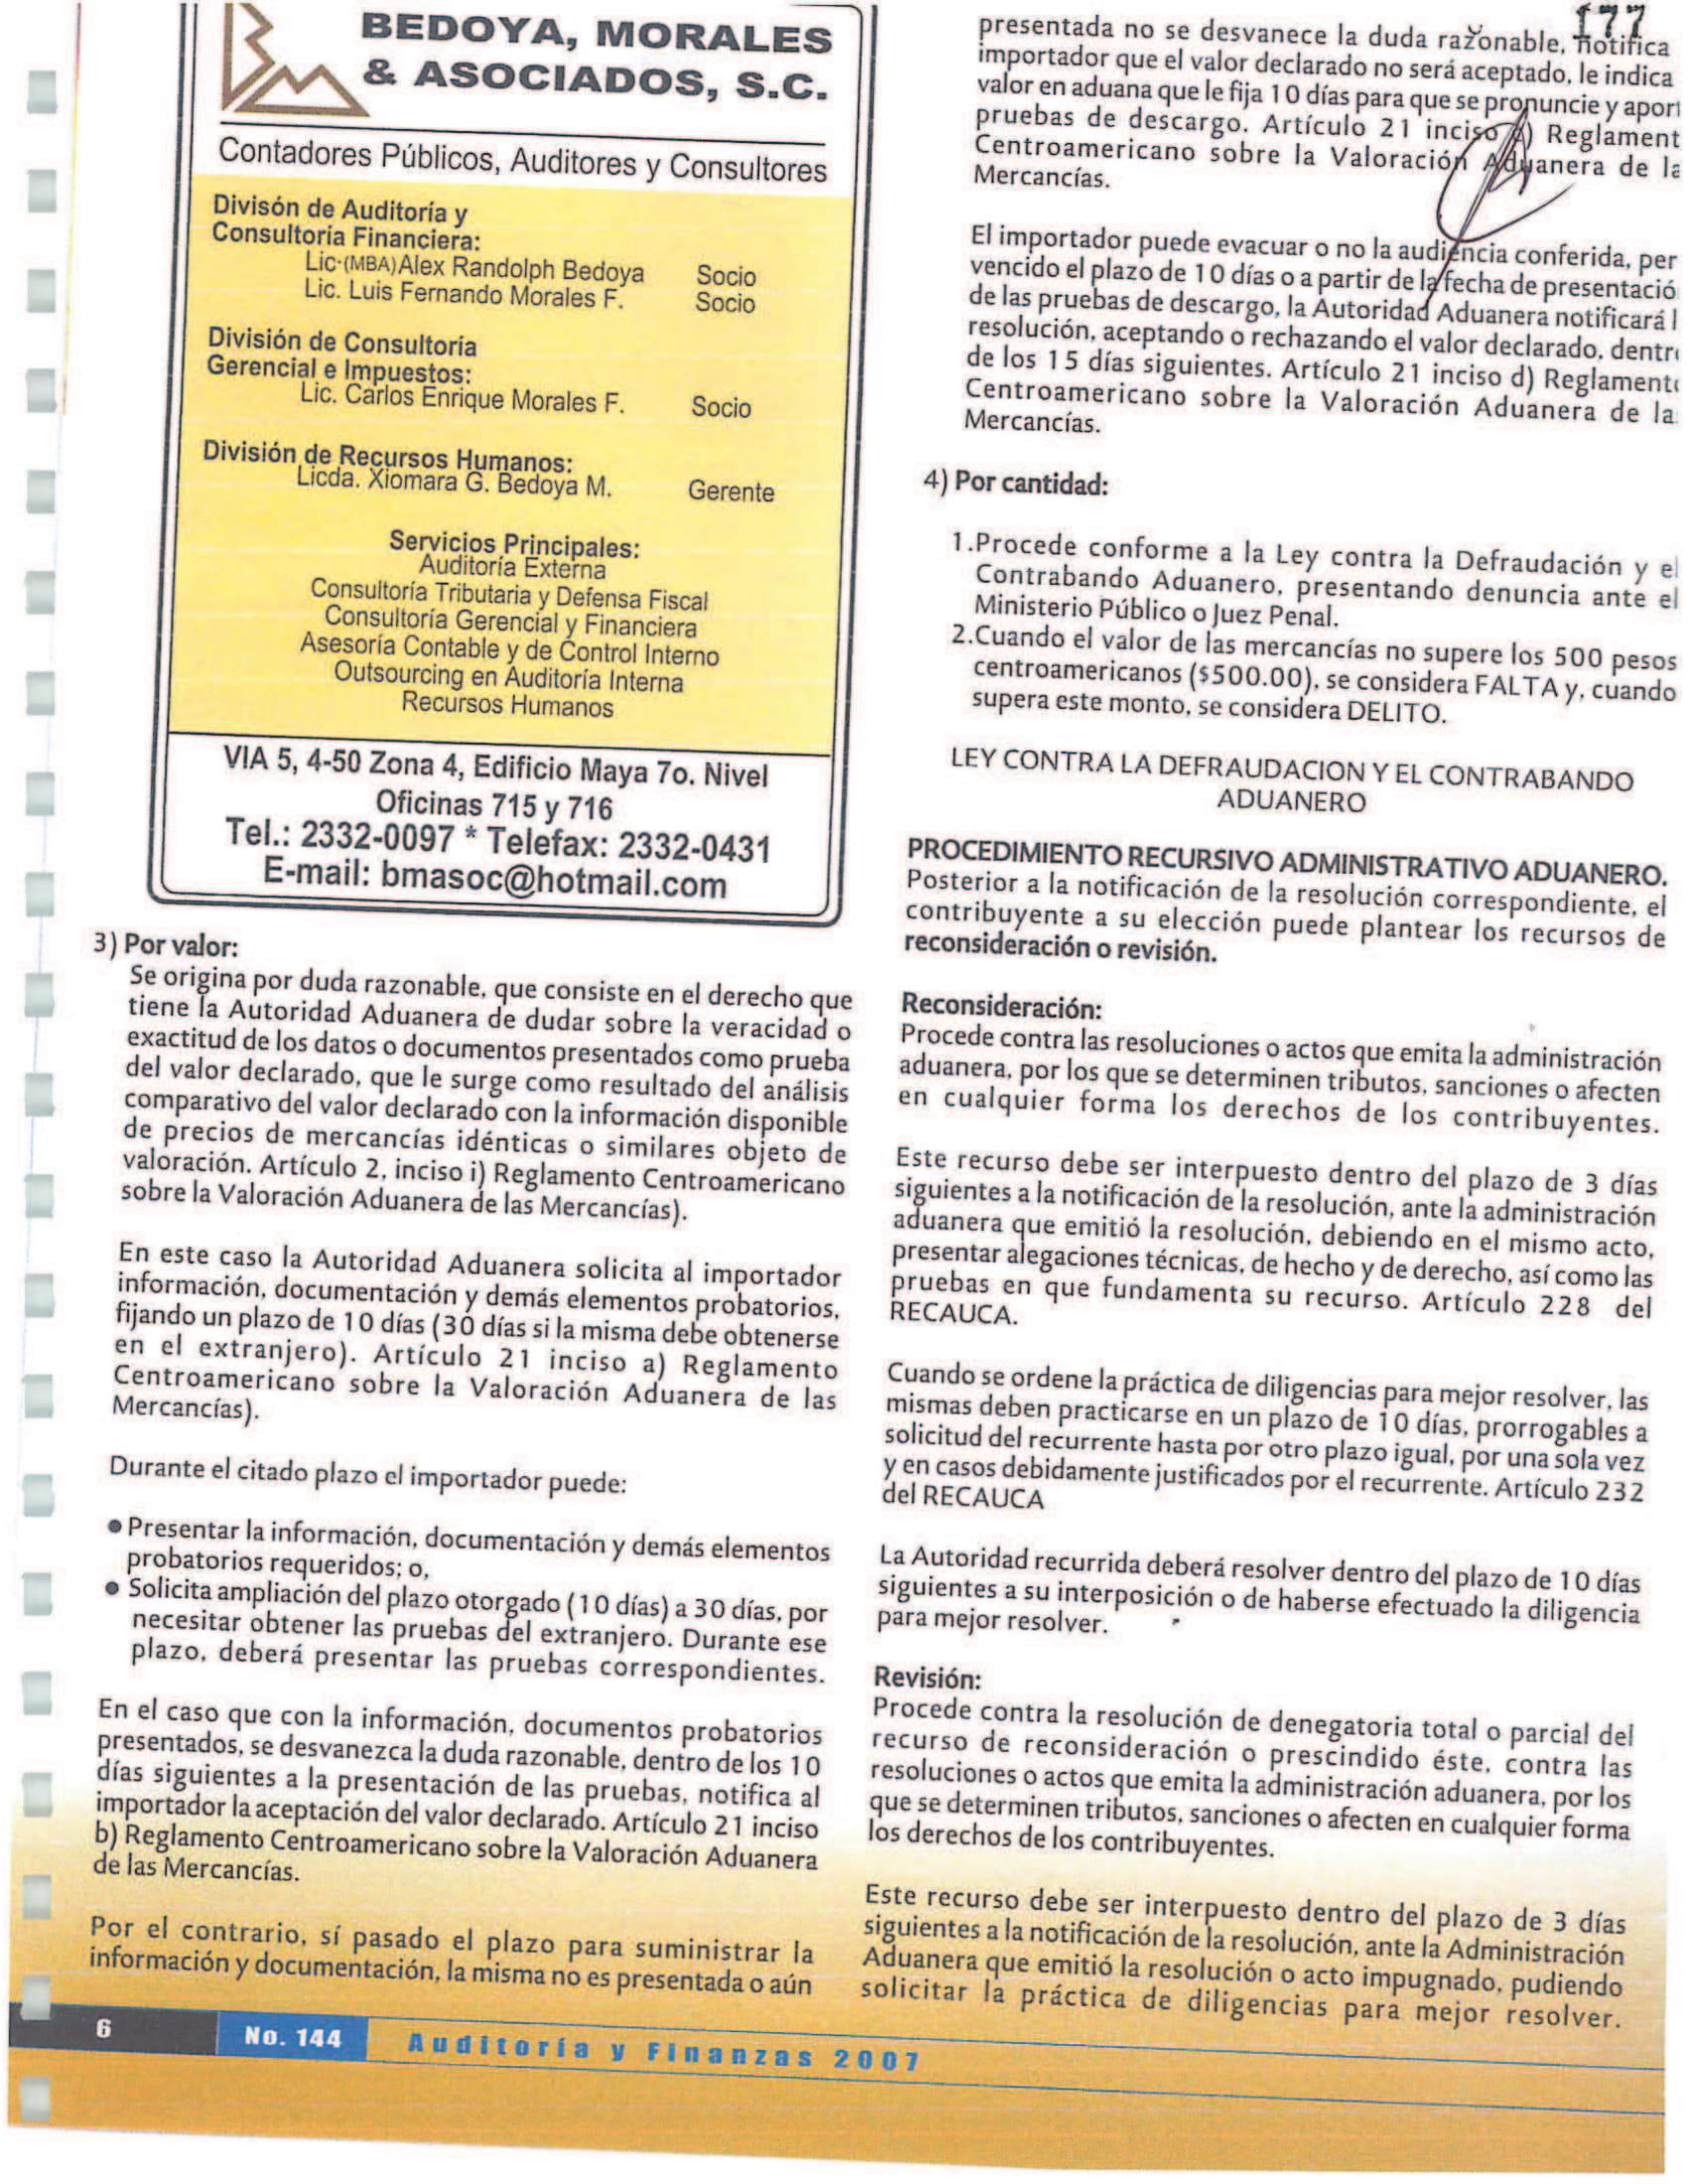 BEDOYA, MORALES
& ASOCIADOS, S.C.
Contadores Públicos, Auditores y Consultores
Divisón de Auditoría y
Consultoría Financiera:
Lic·(MBA)Alex Randolph Bedoya Socio
Lic. Luis Fernando Morales F. Socio
División de Consultoría
Gerencial e Impuestos:
Lic. Carlos Enrique Morales F. Socio
División de Recursos Humanos:
Licda. Xiomara G. Bedoya M. Gerente
Servicios Principales:
Auditoría Externa
Consultoría Tributaria y Defensa Fiscal
Consultoría Gerencial y Financiera
Asesoría Contable y de Control Interno
Outsourcing en Auditoría Interna
Recursos Humanos
VIA 5, 4-50 Zona 4, Edificio Maya 7o. Nivel
Oficinas 715 y 716
Tel.: 2332-0097 * Telefax: 2332-0431
E-mail: bmasoc@hotmail.com
3) Por valor:
Se origina por duda razonable, que consiste en el derecho que
tiene la Autoridad Aduanera de dudar sobre la veracidad o
exactitud de los datos o documentos presentados como prueba
del valor declarado, que le surge como resultado del análisis
comparativo del valor declarado con la información disponible
de precios de mercancías idénticas o similares objeto de
valoración. Artículo 2, inciso i) Reglamento Centroamericano
sobre la Valoración Aduanera de las Mercancías).
En este caso la Autoridad Aduanera solicita al importador
información, documentación y demás elementos probatorios,
fijando un plazo de 10 días (30 días si la misma debe obtenerse
en el extranjero). Artículo 21 inciso a) Reglamento
Centroamericano sobre la Valoración Aduanera de las
Mercancías).
Durante el citado plazo el importador puede:
● Presentar la información, documentación y demás elementos
probatorios requeridos; o,
● Solicita ampliación del plazo otorgado (10 días) a 30 días, por
necesitar obtener las pruebas del extranjero. Durante ese
plazo, deberá presentar las pruebas correspondientes.
En el caso que con la información, documentos probatorios
presentados, se desvanezca la duda razonable, dentro de los 10
días siguientes a la presentación de las pruebas, notifica al
importador la aceptación del valor declarado. Artículo 21 inciso
b) Reglamento Centroamericano sobre la Valoración Aduanera
de las Mercancías.
Por el contrario, sí pasado el plazo para suministrar la
información y documentación, la misma no es presentada o aún
177
presentada no se desvanece la duda razonable, notifica
importador que el valor declarado no será aceptado, le indica
valor en aduana que le fija 10 días para que se pronuncie y aport
pruebas de descargo. Artículo 21 inciso Reglament
Centroamericano sobre la Valoración Aduanera de la
Mercancías.
El importador puede evacuar o no la audiencia conferida, per
vencido el plazo de 10 días o a partir de la fecha de presentació
de las pruebas de descargo, la Autoridad Aduanera notificará l
resolución, aceptando o rechazando el valor declarado, dentr
de los 15 días siguientes. Artículo 21 inciso d) Reglament
Centroamericano sobre la Valoración Aduanera de la
Mercancías.
4) Por cantidad:
1.Procede conforme a la Ley contra la Defraudación y el
Contrabando Aduanero, presentando denuncia ante el
Ministerio Público o Juez Penal.
2.Cuando el valor de las mercancías no supere los 500 pesos
centroamericanos ($500.00), se considera FALTA y, cuando
supera este monto, se considera DELITO.
LEY CONTRA LA DEFRAUDACION Y EL CONTRABANDO
ADUANERO
PROCEDIMIENTO RECURSIVO ADMINISTRATIVO ADUANERO.
Posterior a la notificación de la resolución correspondiente, el
contribuyente a su elección puede plantear los recursos de
reconsideración o revisión.
Reconsideración:
Procede contra las resoluciones o actos que emita la administración
aduanera, por los que se determinen tributos, sanciones o afecten
en cualquier forma los derechos de los contribuyentes.
Este recurso debe ser interpuesto dentro del plazo de 3 días
siguientes a la notificación de la resolución, ante la administración
aduanera que emitió la resolución, debiendo en el mismo acto,
presentar alegaciones técnicas, de hecho y de derecho, así como las
pruebas en que fundamenta su recurso. Artículo 228 del
RECAUCA.
Cuando se ordene la práctica de diligencias para mejor resolver, las
mismas deben practicarse en un plazo de 10 días, prorrogables a
solicitud del recurrente hasta por otro plazo igual, por una sola vez
y en casos debidamente justificados por el recurrente. Artículo 232
del RECAUCA
La Autoridad recurrida deberá resolver dentro del plazo de 10 días
siguientes a su interposición o de haberse efectuado la diligencia
para mejor resolver.
Revisión:
Procede contra la resolución de denegatoria total o parcial del
recurso de reconsideración o prescindido éste, contra las
resoluciones o actos que emita la administración aduanera, por los
que se determinen tributos, sanciones o afecten en cualquier forma
los derechos de los contribuyentes.
Este recurso debe ser interpuesto dentro del plazo de 3 días
siguientes a la notificación de la resolución, ante la Administración
Aduanera que emitió la resolución o acto impugnado, pudiendo
solicitar la práctica de diligencias para mejor resolver.
6 No. 144 Auditoría y Finanzas 2007